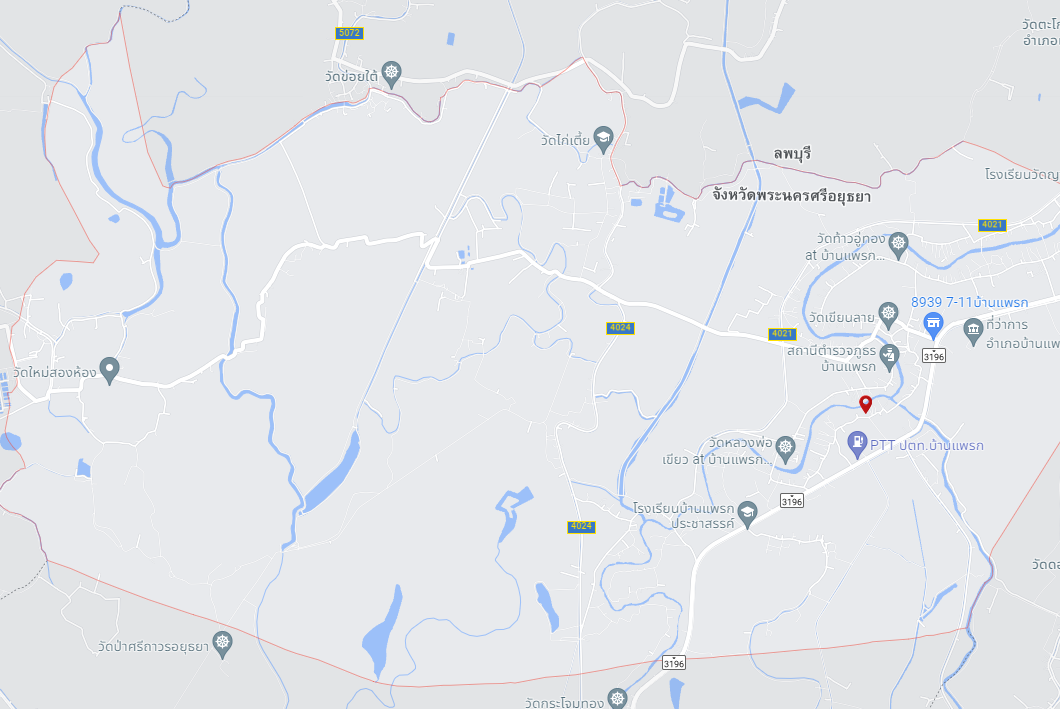 วัดตะโก
อำเภอ
5072
วัดข่อยใต้
วัดไก่เตี้ย
ลพบุรี
จังหวัดพระนครศรีอยุธยา
โรงเรียนวัดญ
4021
วัดท้าวอู่ทอง
at บ้านแพรก...
8939 7-11บ้านแพรก
วัดเขียนลาย
ที่ว่าการ
อำเภอบ้านแพ
4024
4021
สถานีตำรวจภูธร
บ้านแพรก
3196
วัดใหม่สองห้อง
วัดหลวงพ่อ
เขียว at บ้านแพรก...
PTT ปตท.บ้านแพรก
3196
โรงเรียนบ้านแพรก
ประชาสรรค์
4024
วัดป่าศรีถาวรอยุธยา
3196
วัดกระโจมทอง